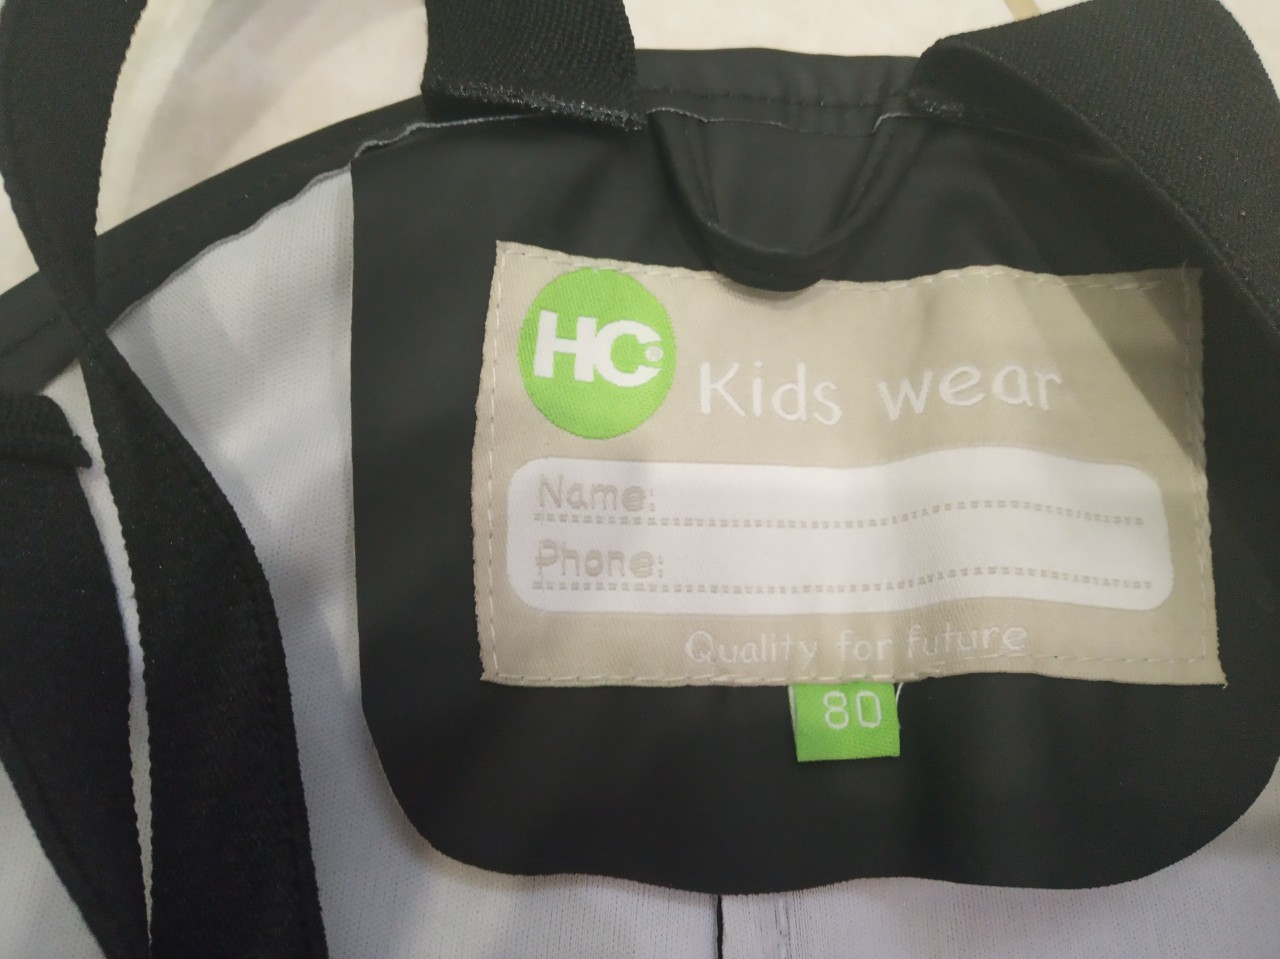 HC®
Kids wear
Name:
Phone:
Quality for future
80